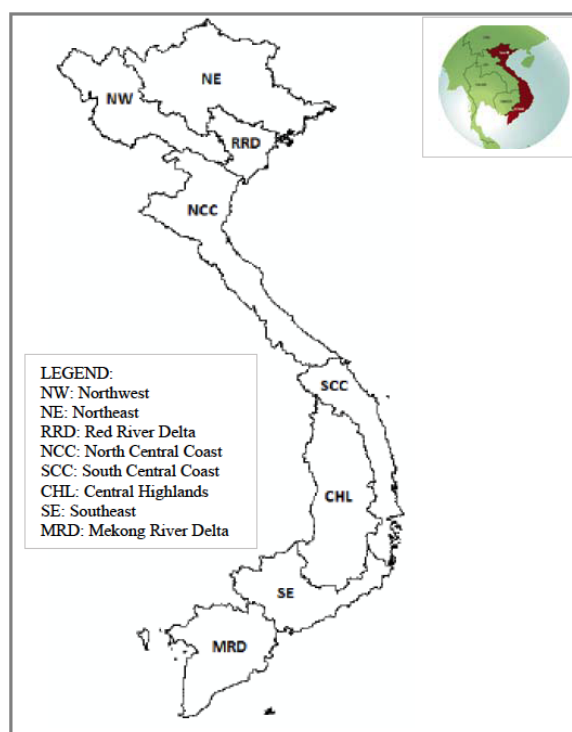 NE
NW
RRD
NCC
LEGEND:
NW: Northwest
NE: Northeast
RRD: Red River Delta
NCC: North Central Coast
SCC: South Central Coast
CHL: Central Highlands
SE: Southeast
MRD: Mekong River Delta
SCC
CHL
SE
MRD